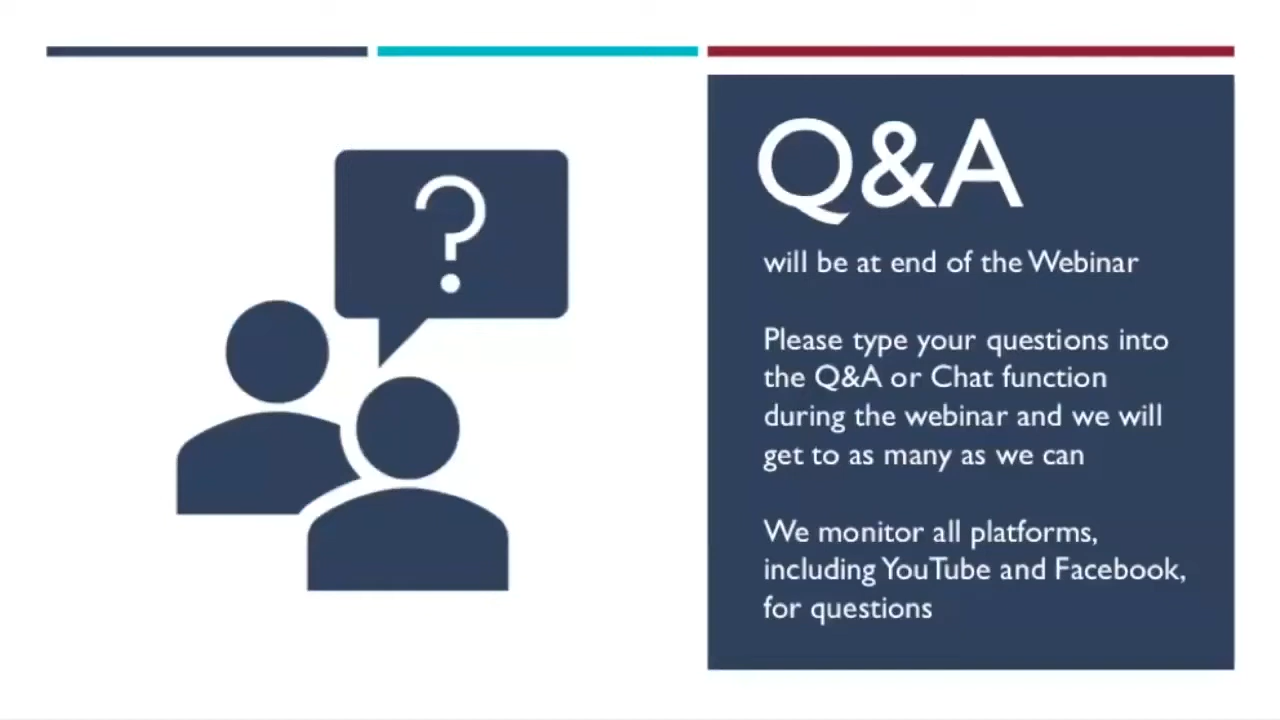 ?
Q&A
will be at end of the Webinar
Please type your questions into
the Q&A or Chat function
during the webinar and we will
get to as many as we can
We monitor all platforms,
including YouTube and Facebook,
for questions